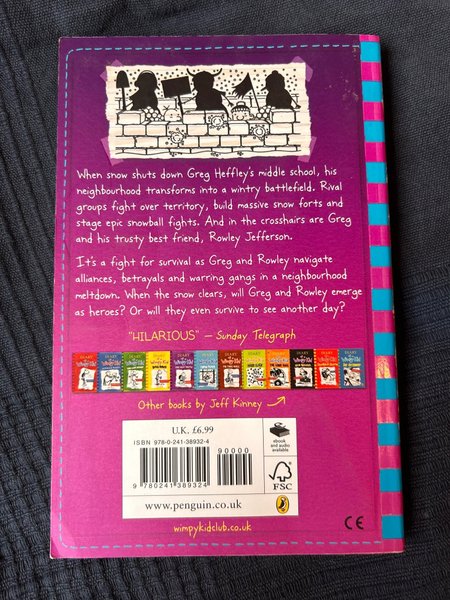 When snow shuts down Greg Heffley's middle school, his
neighbourhood transforms into a wintry battlefield. Rival
groups fight over territory, build massive snow forts and
stage epic snowball fights. And in the crosshairs are Greg
and his trusty best friend, Rowley Jefferson.
It's a fight for survival as Greg and Rowley navigate
alliances, betrayals and warring gangs in a neighbourhood
meltdown. When the snow clears, will Greg and Rowley emerge
as heroes? Or will they even survive to see another day?
"HILARIOUS" – Sunday Telegraph
Other books by Jeff Kinney
U.K. £6.99
ISBN 978-0-241-38932-4
90000
9 780241 389324
www.penguin.co.uk
ebook
and audio
available
FSC
wimpykidclub.co.uk
CE